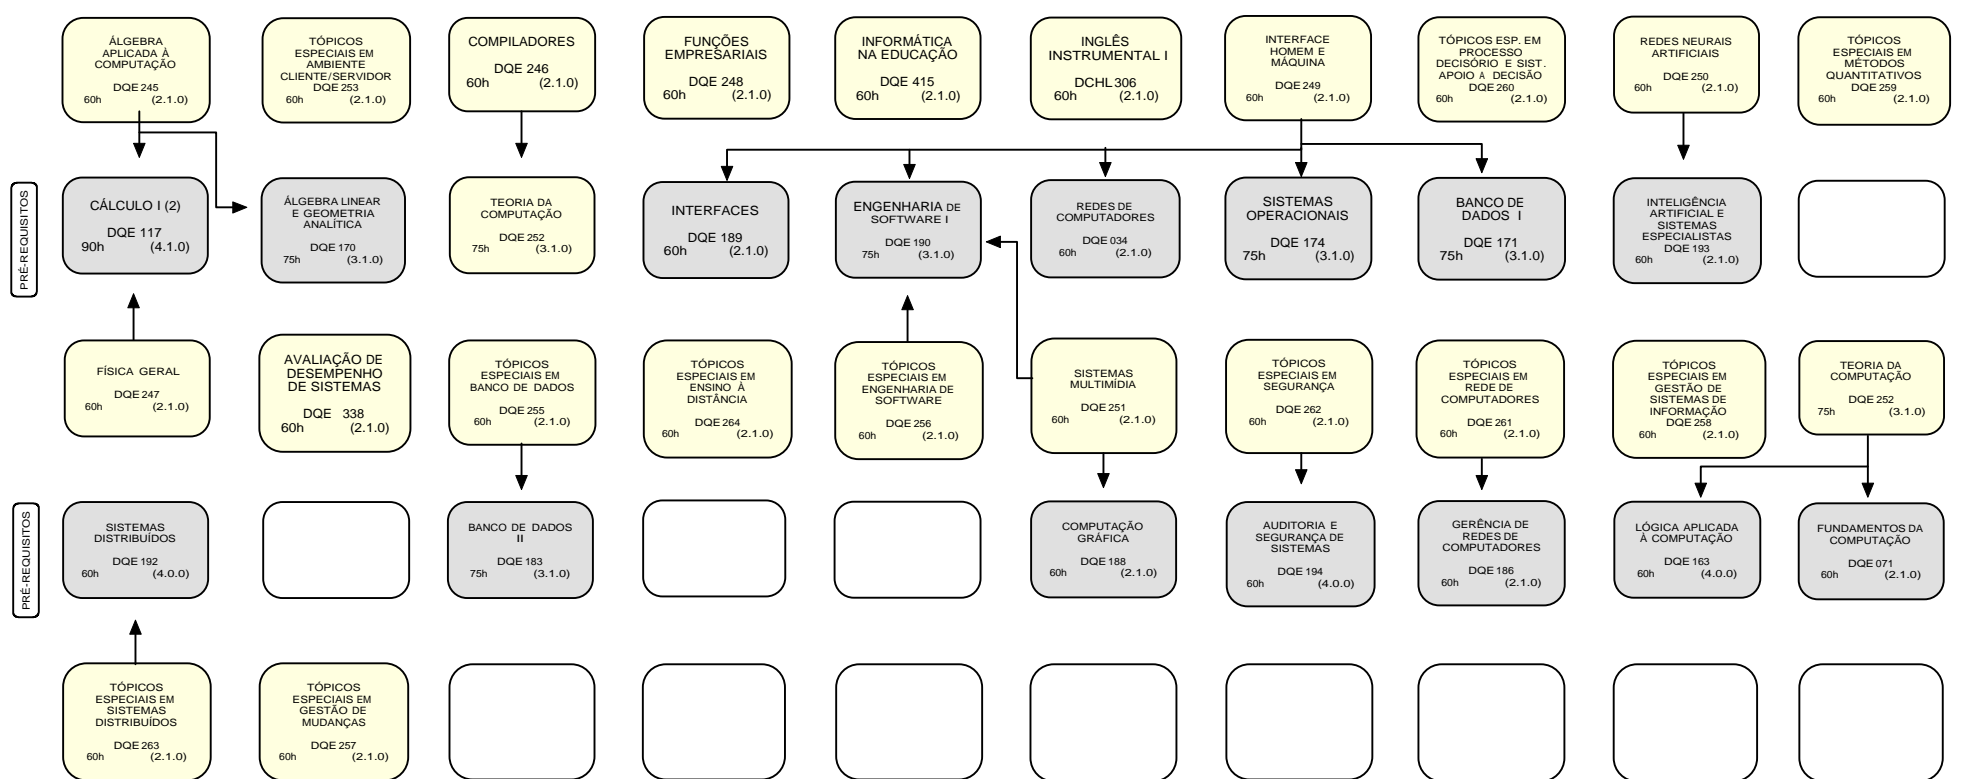 ÁLGEBRA
APLICADA À
COMPUTAÇÃO
DQE 245
60h (2.1.0)
TÓPICOS
ESPECIAIS EM
AMBIENTE
CLIENTE/SERVIDOR
DQE 253
60h (2.1.0)
COMPILADORES
DQE 246
60h (2.1.0)
FUNÇÕES
EMPRESARIAIS
DQE 248
60h (2.1.0)
INFORMÁTICA
NA EDUCAÇÃO
DQE 415
60h (2.1.0)
INGLÊS
INSTRUMENTAL I
DCHL 306
60h (2.1.0)
INTERFACE
HOMEM E
MÁQUINA
DQE 249
60h (2.1.0)
TÓPICOS ESP. EM
PROCESSO
DECISÓRIO E SIST.
APOIO A DECISÃO
DQE 260
60h (2.1.0)
REDES NEURAIS
ARTIFICIAIS
DQE 250
60h (2.1.0)
TÓPICOS
ESPECIAIS EM
MÉTODOS
QUANTITATIVOS
DQE 259
60h (2.1.0)
PRÉ-REQUISITOS
CÁLCULO I (2)
DQE 117
90h (4.1.0)
ÁLGEBRA LINEAR
E GEOMETRIA
ANALÍTICA
DQE 170
75h (3.1.0)
TEORIA DA
COMPUTAÇÃO
DQE 252
75h (3.1.0)
INTERFACES
DQE 189
60h (2.1.0)
ENGENHARIA DE
SOFTWARE I
DQE 190
75h (3.1.0)
REDES DE
COMPUTADORES
DQE 034
60h (2.1.0)
SISTEMAS
OPERACIONAIS
DQE 174
75h (3.1.0)
BANCO DE
DADOS I
DQE 171
75h (3.1.0)
INTELIGÊNCIA
ARTIFICIAL E
SISTEMAS
ESPECIALISTAS
DQE 193
60h (2.1.0)
FÍSICA GERAL
DQE 247
60h (2.1.0)
AVALIAÇÃO DE
DESEMPENHO
DE SISTEMAS
DQE 338
60h (2.1.0)
TÓPICOS
ESPECIAIS EM
BANCO DE DADOS
DQE 255
60h (2.1.0)
TÓPICOS
ESPECIAIS EM
ENSINO À
DISTÂNCIA
DQE 264
60h (2.1.0)
TÓPICOS
ESPECIAIS EM
ENGENHARIA DE
SOFTWARE
DQE 256
60h (2.1.0)
SISTEMAS
MULTIMÍDIA
DQE 251
60h (2.1.0)
TÓPICOS
ESPECIAIS EM
SEGURANÇA
DQE 262
60h (2.1.0)
TÓPICOS
ESPECIAIS EM
REDE DE
COMPUTADORES
DQE 261
60h (2.1.0)
TÓPICOS
ESPECIAIS EM
GESTÃO DE
SISTEMAS DE
INFORMAÇÃO
DQE 258
60h (2.1.0)
TEORIA DA
COMPUTAÇÃO
DQE 252
75h (3.1.0)
PRÉ-REQUISITOS
SISTEMAS
DISTRIBUÍDOS
DQE 192
60h (4.0.0)
BANCO DE DADOS
II
DQE 183
75h (3.1.0)
COMPUTAÇÃO
GRÁFICA
DQE 188
60h (2.1.0)
AUDITORIA E
SEGURANÇA DE
SISTEMAS
DQE 194
60h (4.0.0)
GERÊNCIA DE
REDES DE
COMPUTADORES
DQE 186
60h (2.1.0)
LÓGICA APLICADA
À COMPUTAÇÃO
DQE 163
60h (4.0.0)
FUNDAMENTOS DA
COMPUTAÇÃO
DQE 071
60h (2.1.0)
TÓPICOS
ESPECIAIS EM
SISTEMAS
DISTRIBUÍDOS
DQE 263
60h (2.1.0)
TÓPICOS
ESPECIAIS EM
GESTÃO DE
MUDANÇAS
DQE 257
60h (2.1.0)